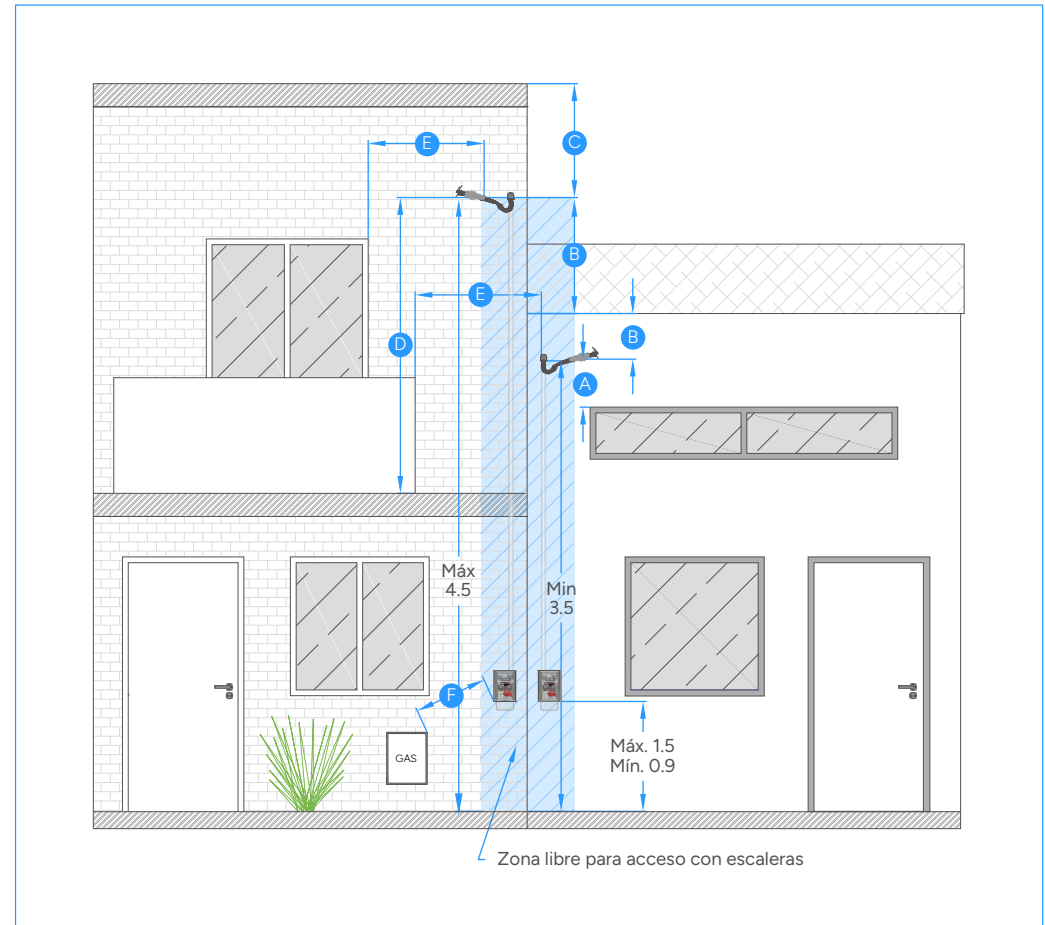 E
C
B
E
B
D
A
Máx
4.5
Min
3.5
F
GAS
Máx. 1.5
Mín. 0.9
Zona libre para acceso con escaleras